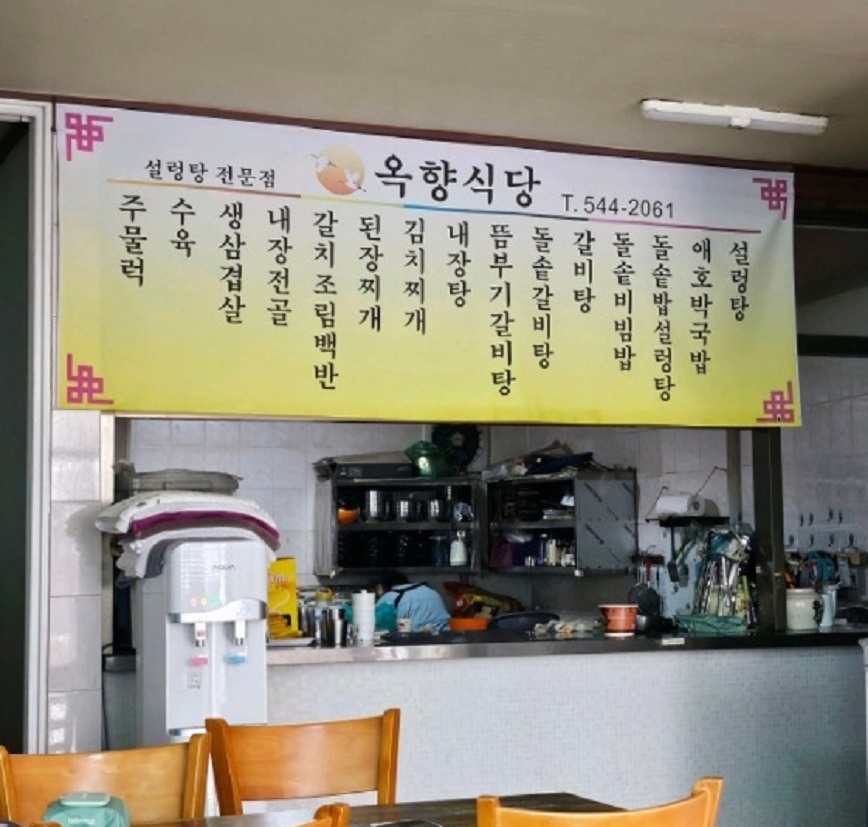 설렁탕 전문점
옥향식당
T. 544-2061
설렁탕
애호박국밥
돌솥밥설렁탕
돌솥비빔밥
갈비탕
돌솥갈비탕
뜸부기갈비탕
내장탕
김치찌개
된장찌개
갈치조림백반
내장전골
생삼겹살
수육
주물럭